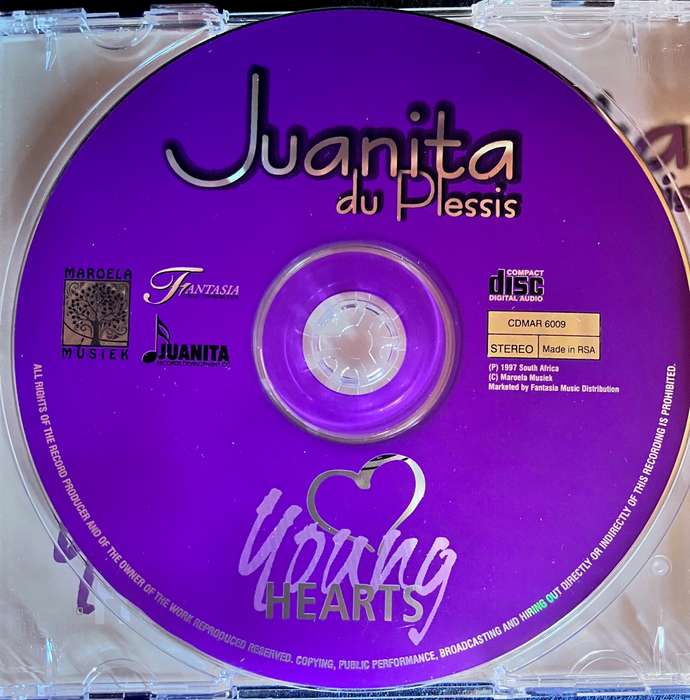 Juanita
du Plessis
MAROELA
MUSIEK
FANTASIA
JUANITA
COMPACT
disc
DIGITAL AUDIO
CDMAR 6009
STEREO
Made in RSA
(P) 1997 South Africa
(C) Maroela Musiek
Marketed by Fantasia Music Distribution
Young
HEARTS
ALL RIGHTS OF THE RECORD PRODUCER AND OF THE OWNER OF THE WORK REPRODUCED RESERVED. COPYING, PUBLIC PERFORMANCE, BROADCASTING AND HIRING OUT DIRECTLY OR INDIRECTLY OF THIS RECORDING IS PROHIBITED.